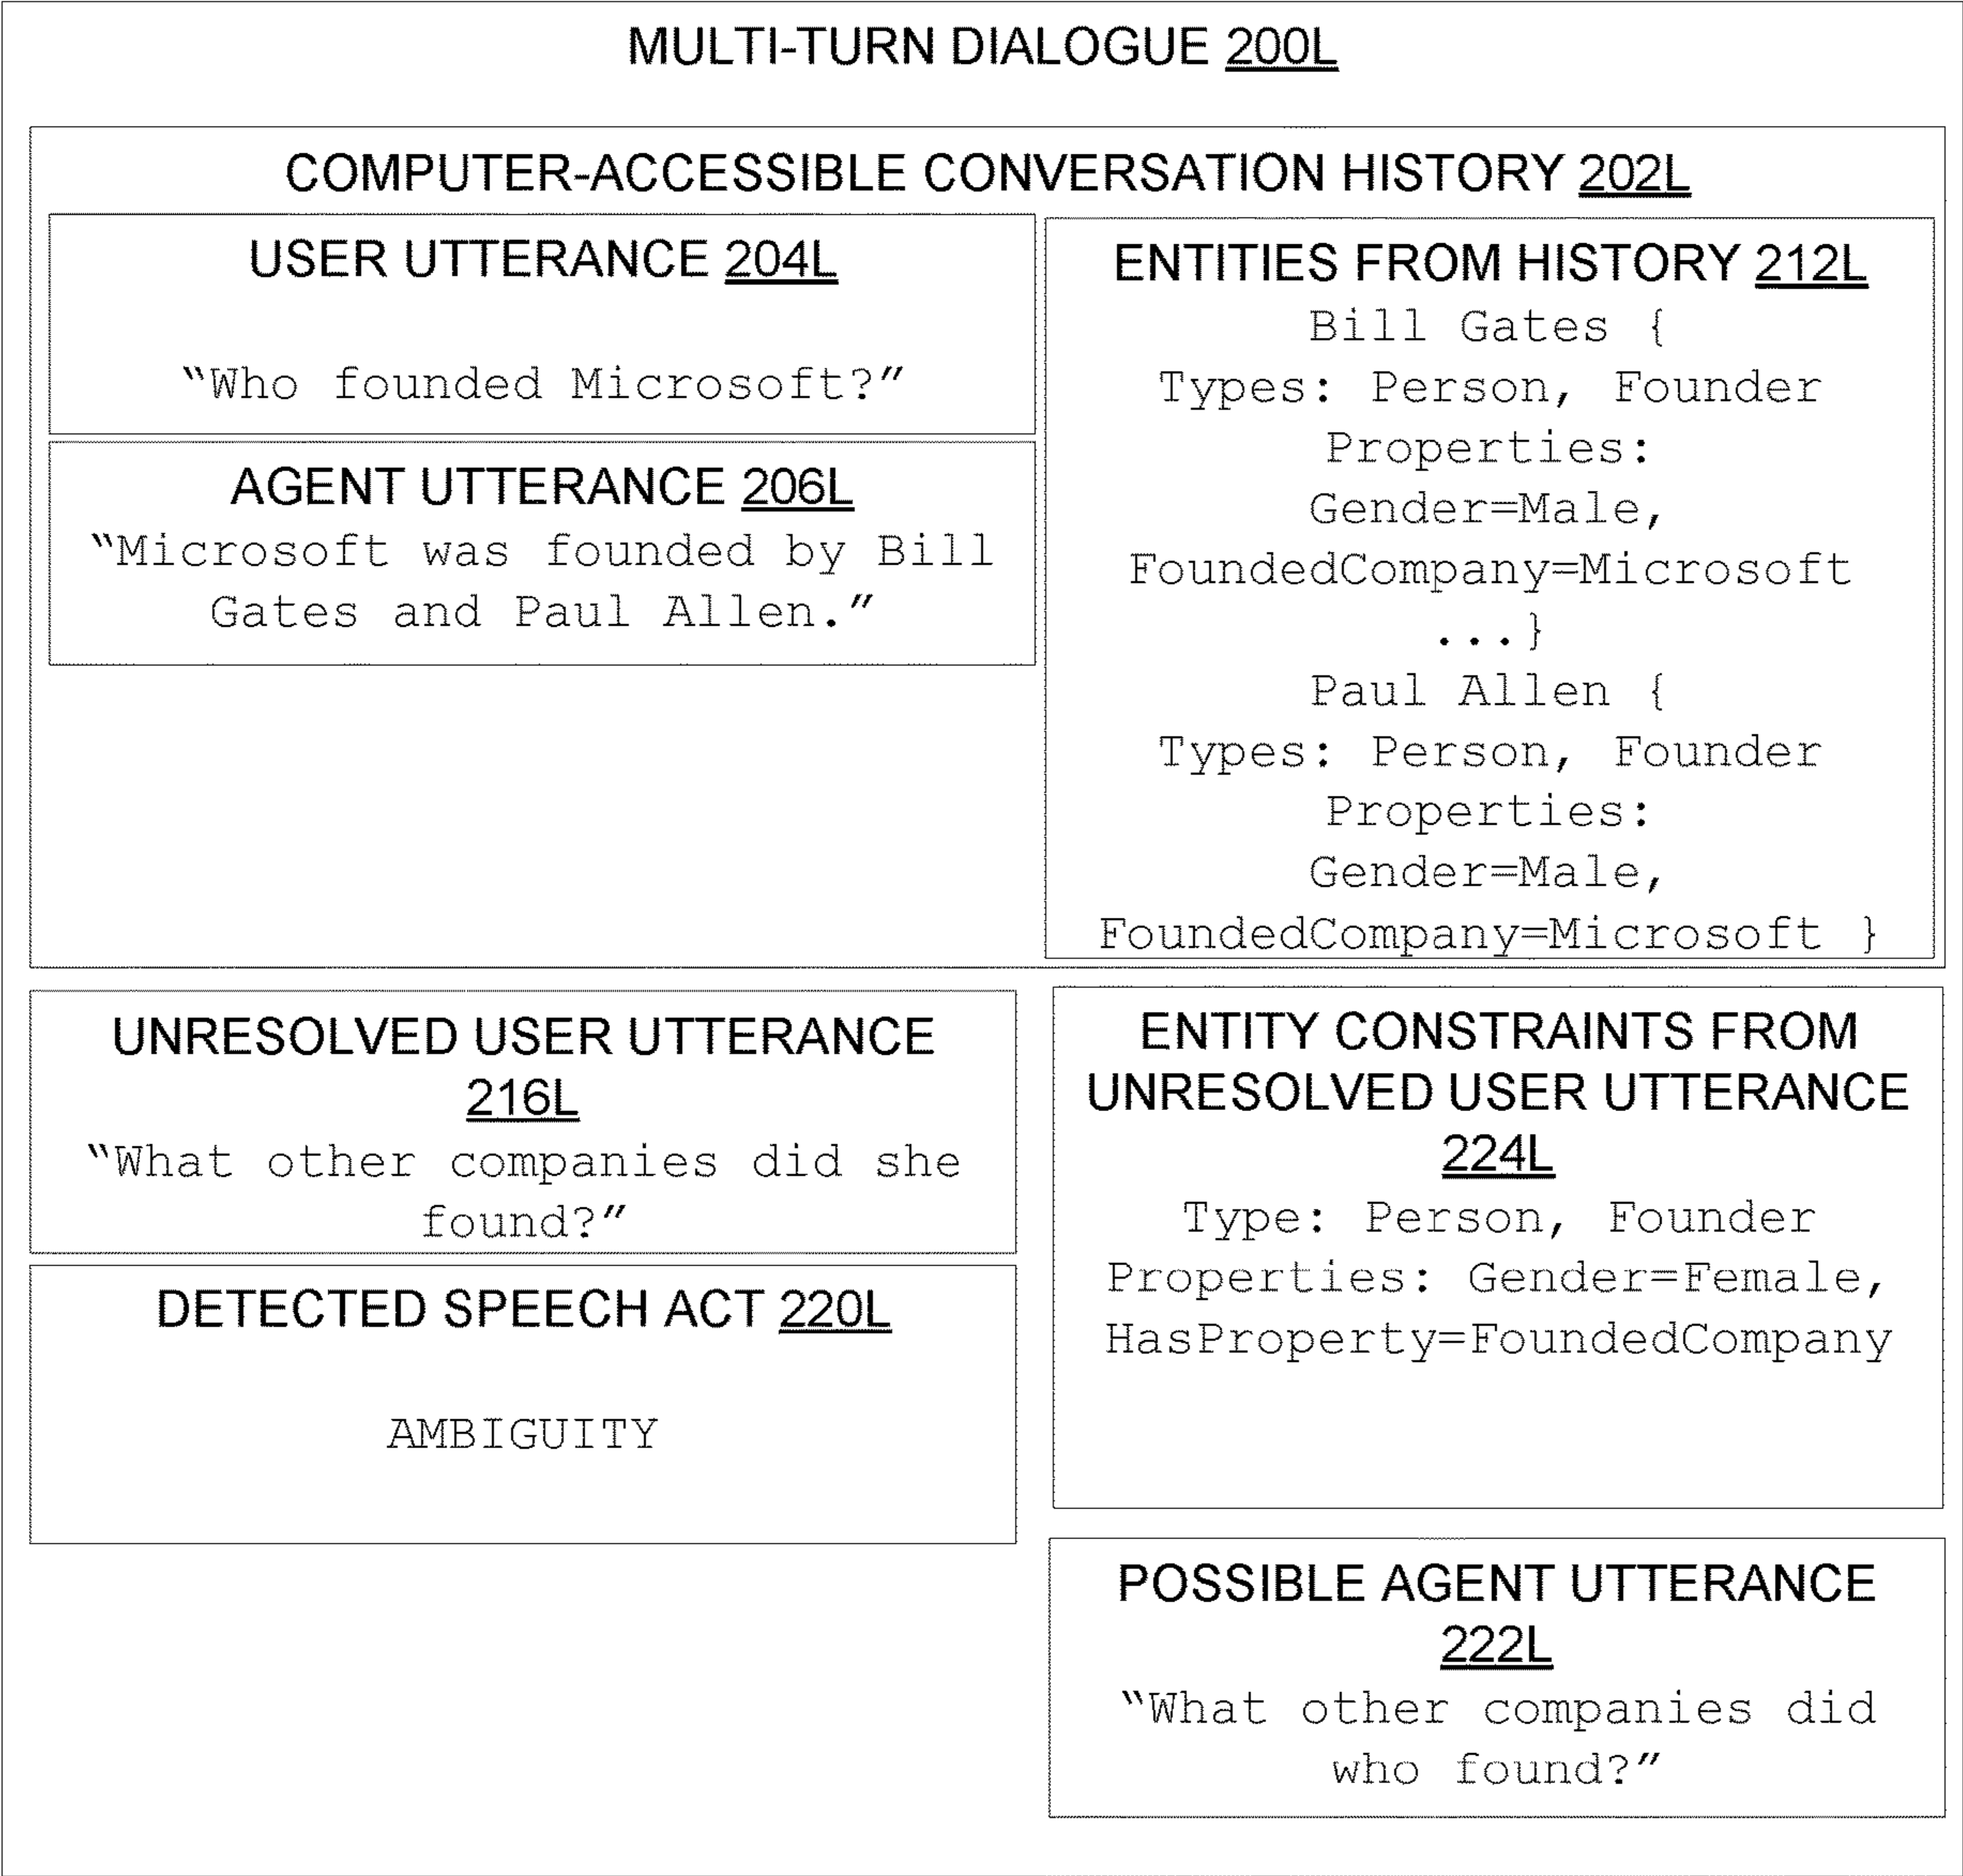 MULTI-TURN DIALOGUE 200L
COMPUTER-ACCESSIBLE CONVERSATION HISTORY 202L
USER UTTERANCE 204L
“Who founded Microsoft?”
AGENT UTTERANCE 206L
“Microsoft was founded by Bill
Gates and Paul Allen.”
ENTITIES FROM HISTORY 212L
Bill Gates {
Types: Person, Founder
Properties:
Gender=Male,
FoundedCompany=Microsoft
...}
Paul Allen {
Types: Person, Founder
Properties:
Gender=Male,
FoundedCompany=Microsoft }
UNRESOLVED USER UTTERANCE
216L
“What other companies did she
found?”
DETECTED SPEECH ACT 220L
AMBIGUITY
ENTITY CONSTRAINTS FROM
UNRESOLVED USER UTTERANCE
224L
Type: Person, Founder
Properties: Gender=Female,
HasProperty=FoundedCompany
POSSIBLE AGENT UTTERANCE
222L
“What other companies did
who found?”